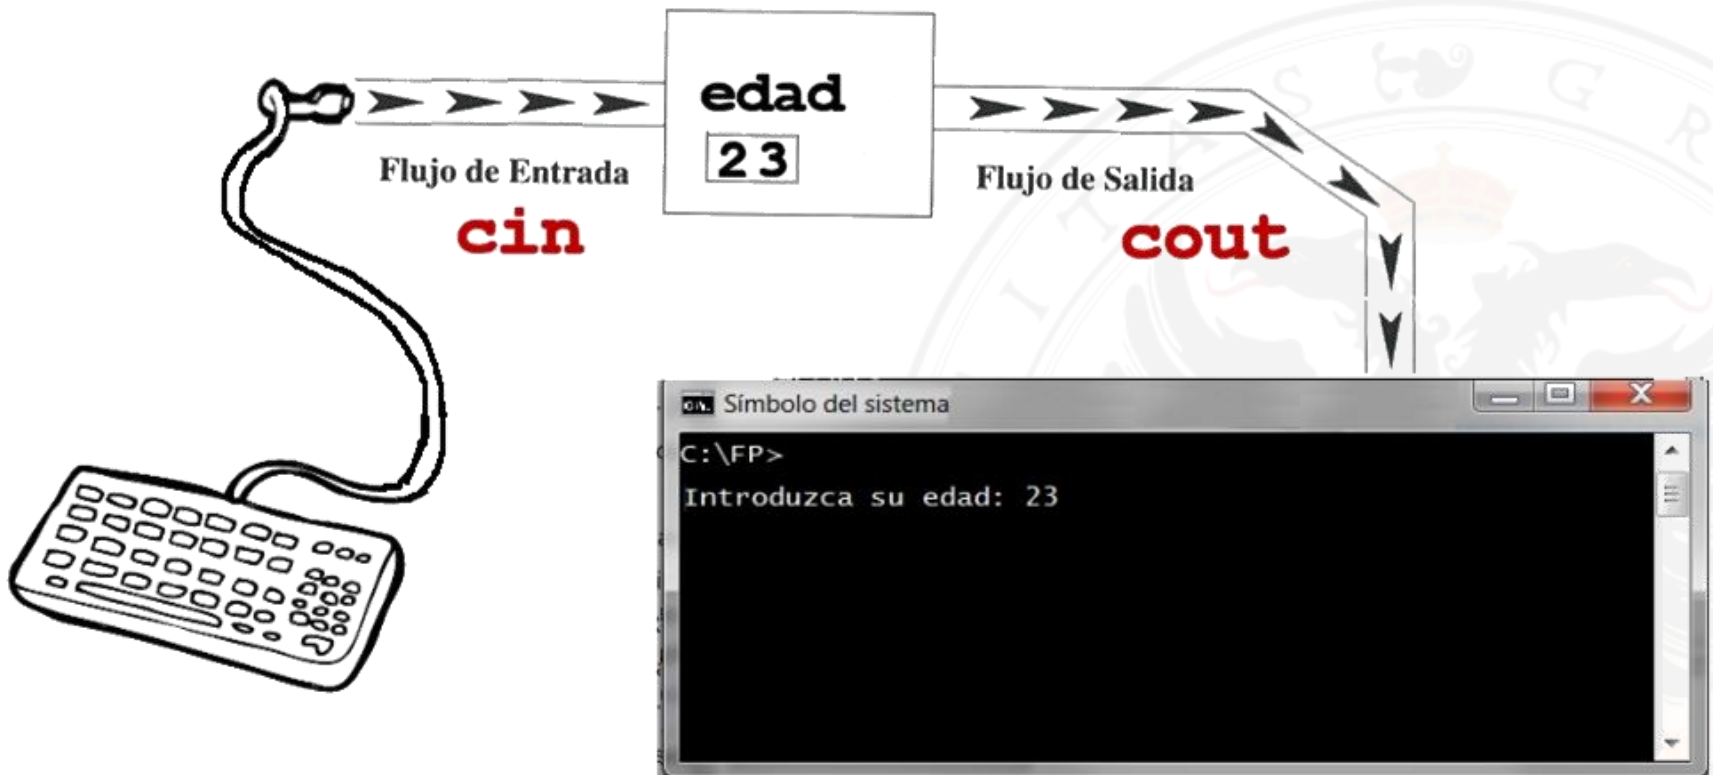 edad
23
Flujo de Entrada
cin
Flujo de Salida
cout
Símbolo del sistema
C:\FP>
Introduzca su edad: 23